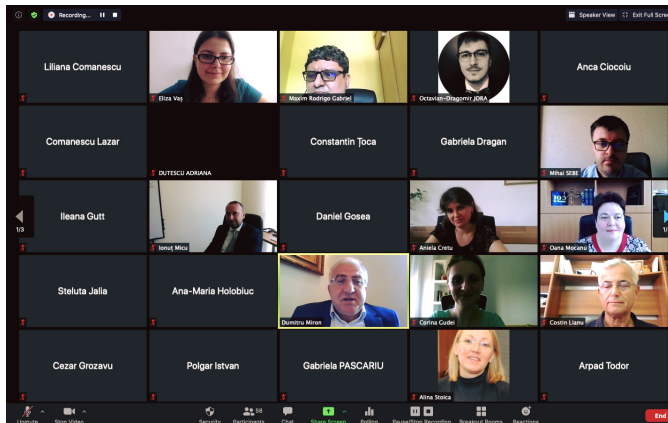 Recording...
Speaker View
Exit Full Scree
Liliana Comanescu
Eliza Vaș
Maxim Rodrigo Gabriel
Octavian-Dragomir JORA
Anca Ciocoiu
Comanescu Lazar
DUTESCU ADRIANA
Constantin Țoca
Gabriela Dragan
Mihai SEBE
1/3
Ileana Gutt
Ionuț Micu
Daniel Gosea
Aniela Cretu
Oana Mocanu
Steluta Jalia
Ana-Maria Holobiuc
Dumitru Miron
Corina Gudei
Costin Lianu
Cezar Grozavu
Polgar Istvan
Gabriela PASCARIU
Alina Stoica
Arpad Todor
Unmute
Stop Video
Security
Participants
58
Chat
Share Screen
Polling
Pause/Stop Recording
Breakout Rooms
Reactions
End